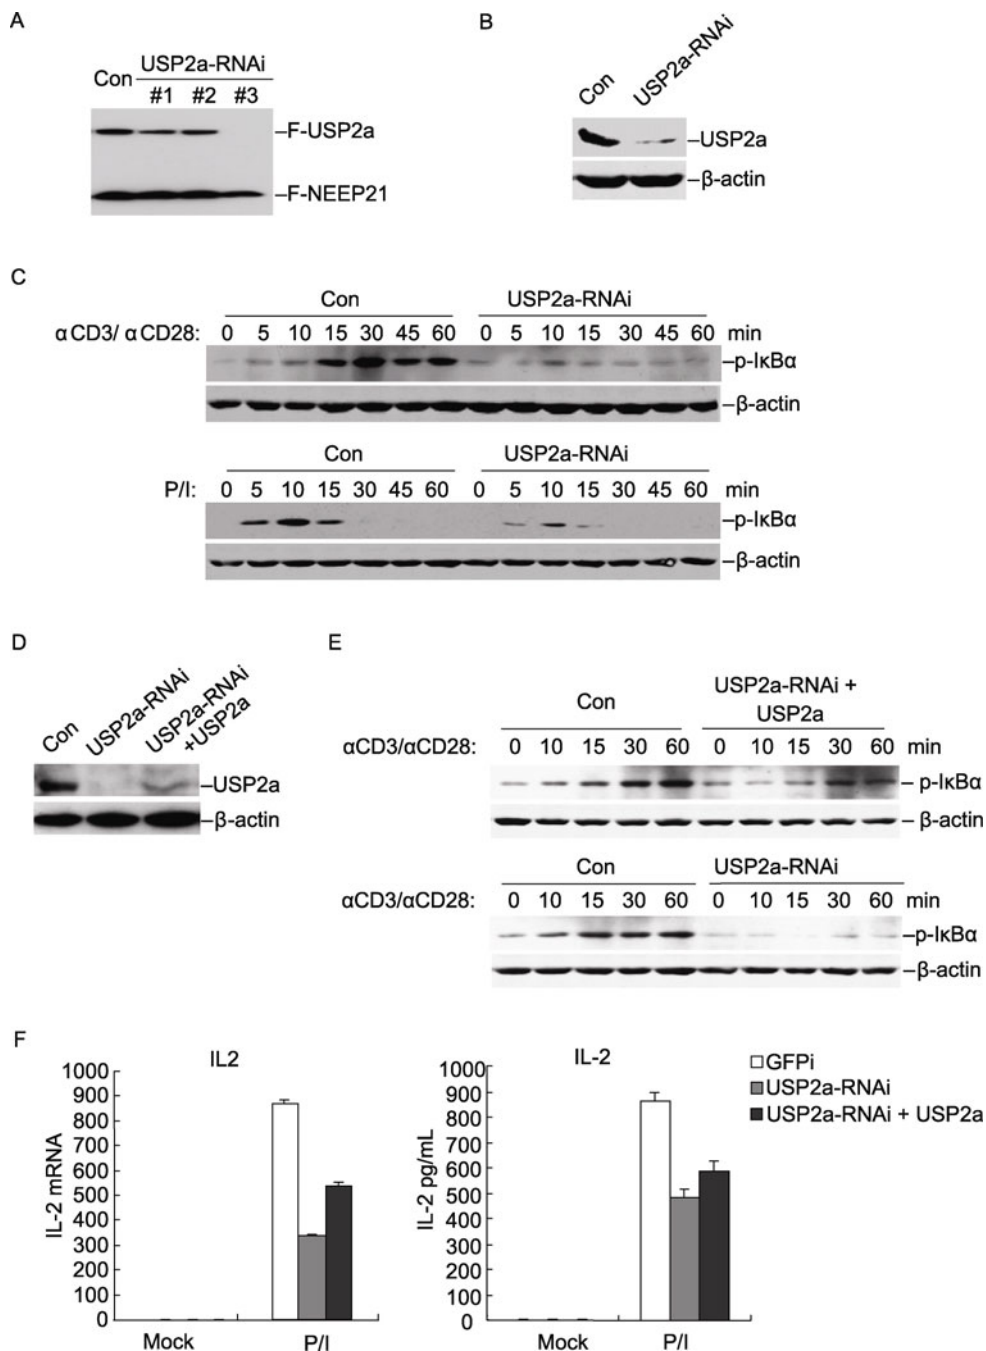 A
USP2a-RNAi
Con
#1 #2 #3
F-USP2a
F-NEEP21
B
Con USP2a-RNAi
USP2a
β-actin
C
Con USP2a-RNAi
αCD3/ αCD28: 0 5 10 15 30 45 60 0 5 10 15 30 45 60 min
p-IκBα
β-actin
Con USP2a-RNAi
P/I: 0 5 10 15 30 45 60 0 5 10 15 30 45 60 min
p-IκBα
β-actin
D
Con USP2a-RNAi USP2a-RNAi
+USP2a
USP2a
β-actin
E
Con USP2a-RNAi +
USP2a
αCD3/αCD28: 0 10 15 30 60 0 10 15 30 60 min
p-IκBα
β-actin
Con USP2a-RNAi
αCD3/αCD28: 0 10 15 30 60 0 10 15 30 60 min
p-IκBα
β-actin
F
IL2
IL-2 mRNA
1000
900
800
700
600
500
400
300
200
100
0
Mock P/I
IL-2
IL-2 pg/mL
1000
900
800
700
600
500
400
300
200
100
0
Mock P/I
GFPi
USP2a-RNAi
USP2a-RNAi + USP2a